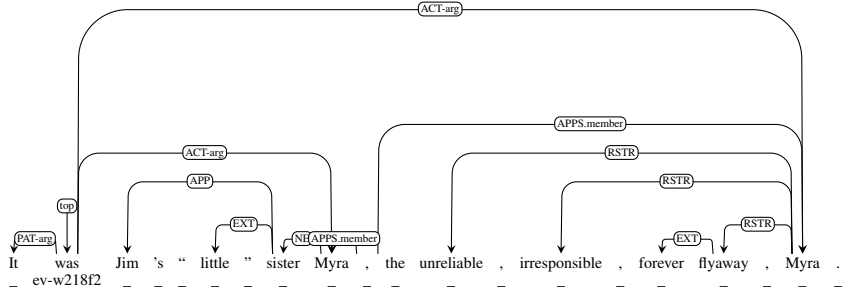 ACT-arg
APPS.member
ACT-arg RSTR
APP RSTR
top
EXT RSTR
PAT-arg NE APPS.member EXT
It was Jim 's “ little ” sister Myra , the unreliable , irresponsible , forever flyaway , Myra .
_ ev-w218f2 _ _ _ _ _ _ _ _ _ _ _ _ _ _ _ _ _ _